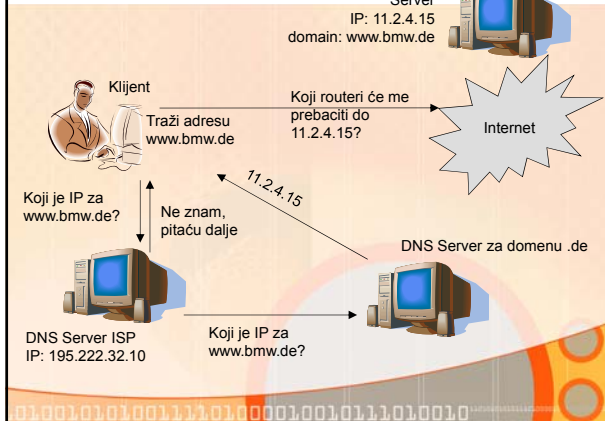 Server
IP: 11.2.4.15
domain: www.bmw.de
Klijent
Traži adresu
www.bmw.de
Koji routeri će me
prebaciti do
11.2.4.15?
Internet
Koji je IP za
www.bmw.de?
Ne znam,
pitaću dalje
11.2.4.15
DNS Server za domenu .de
DNS Server ISP
IP: 195.222.32.10
Koji je IP za
www.bmw.de?